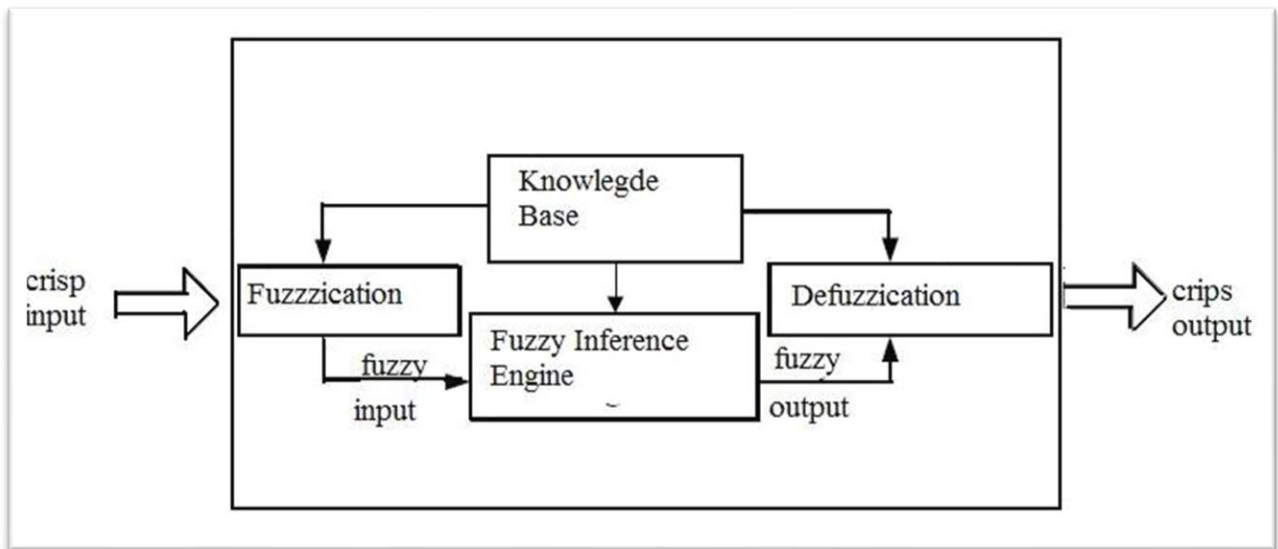 Knowlegde
Base
crisp
input
Fuzzzication
Defuzzication
crips
output
Fuzzy Inference
Engine
fuzzy
input
fuzzy
output